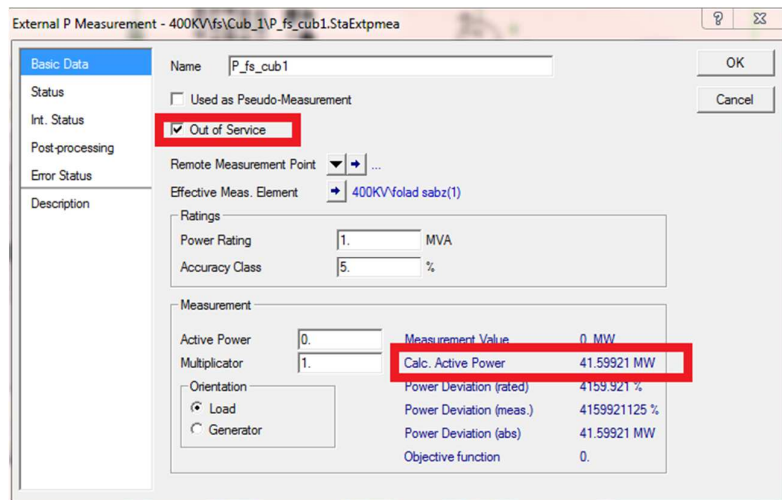 External P Measurement - 400KV\fs\Cub_1\P_fs_cub1.StaExtpmea
Basic Data
Status
Int. Status
Post-processing
Error Status
Description
Name P_fs_cub1
Used as Pseudo-Measurement
Out of Service
Remote Measurement Point ...
Effective Meas. Element 400KV\folad sabz(1)
Ratings
Power Rating 1. MVA
Accuracy Class 5. %
Measurement
Active Power 0. Measurement Value 0. MW
Multiplicator 1. Calc. Active Power 41.59921 MW
Orientation Power Deviation (rated) 4159.921 %
Load Power Deviation (meas.) 4159921125 %
Generator Power Deviation (abs) 41.59921 MW
Objective function 0.
OK
Cancel